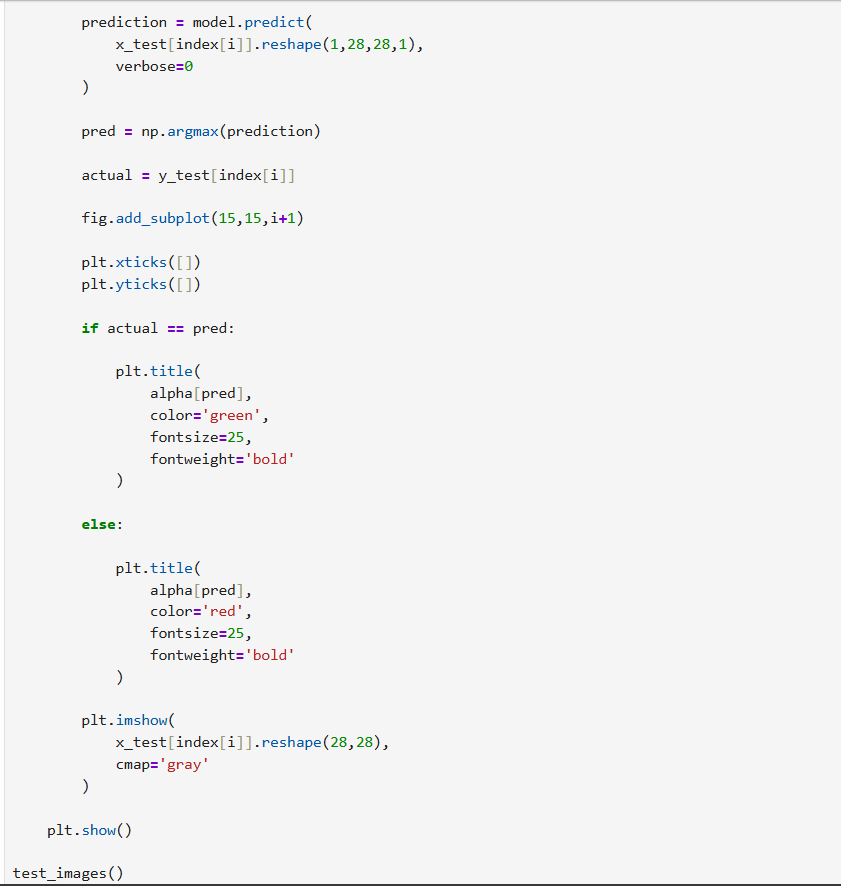 prediction = model.predict(
x_test[index[i]].reshape(1,28,28,1),
verbose=0
)
pred = np.argmax(prediction)
actual = y_test[index[i]]
fig.add_subplot(15,15,i+1)
plt.xticks([])
plt.yticks([])
if actual == pred:
plt.title(
alpha[pred],
color='green',
fontsize=25,
fontweight='bold'
)
else:
plt.title(
alpha[pred],
color='red',
fontsize=25,
fontweight='bold'
)
plt.imshow(
x_test[index[i]].reshape(28,28),
cmap='gray'
)
plt.show()
test_images()